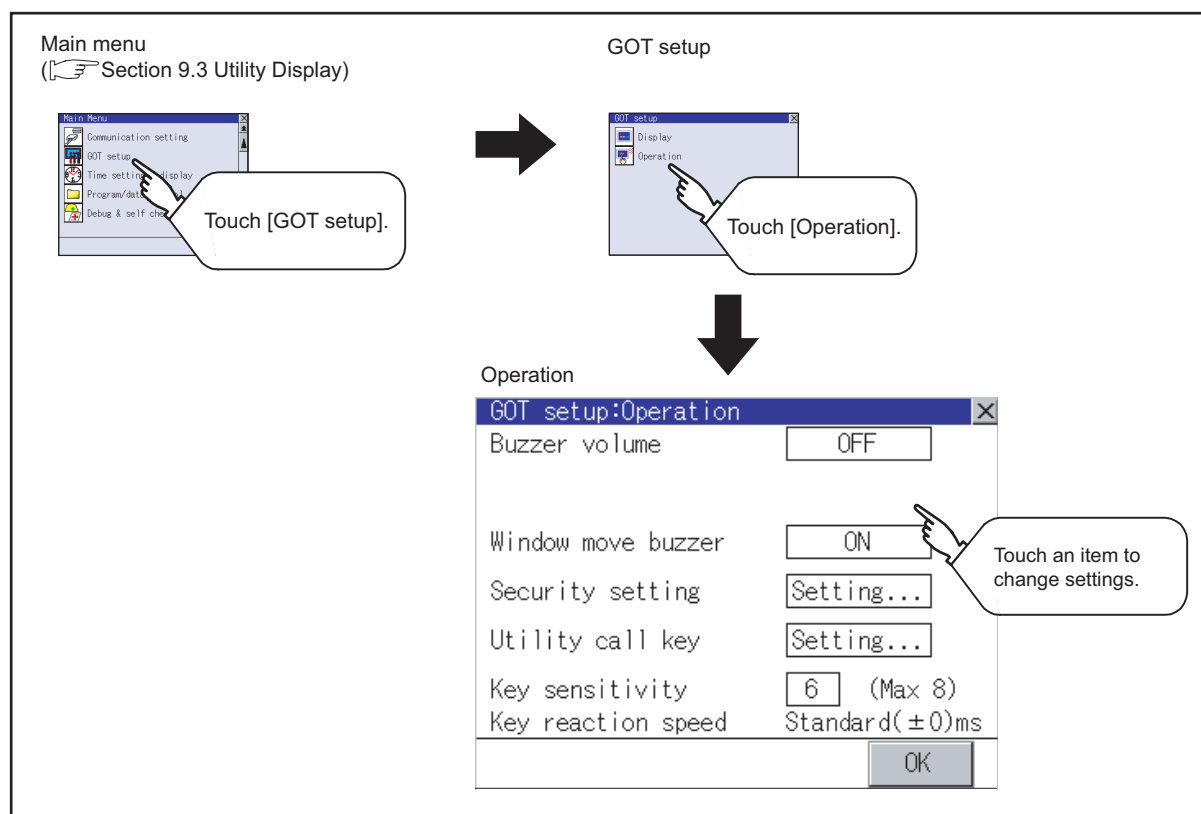 Main menu
(Section 9.3 Utility Display)
Main Menu
Communication setting
GOT setup
Time setting display
Program/data
Debug & self che
Touch [GOT setup].
GOT setup
GOT setup
Display
Operation
Touch [Operation].
Operation
GOT setup:Operation
Buzzer volume OFF
Window move buzzer ON
Security setting Setting...
Utility call key Setting...
Key sensitivity 6 (Max 8)
Key reaction speed Standard(±0)ms
OK
Touch an item to
change settings.